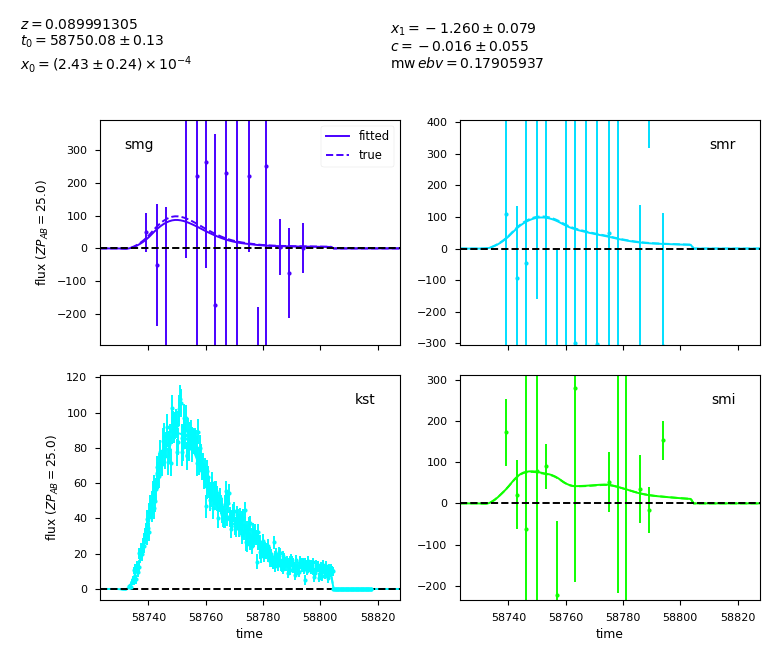 z = 0.089991305
t₀ = 58750.08 ± 0.13
x₀ = (2.43 ± 0.24) × 10⁻⁴
x₁ = −1.260 ± 0.079
c = −0.016 ± 0.055
mw ebv = 0.17905937
smg
fitted
true
flux (ZP_AB = 25.0)
300
200
100
0
−100
−200
smr
400
300
200
100
0
−100
−200
−300
kst
flux (ZP_AB = 25.0)
120
100
80
60
40
20
0
58740 58760 58780 58800 58820
time
smi
300
200
100
0
−100
−200
58740 58760 58780 58800 58820
time